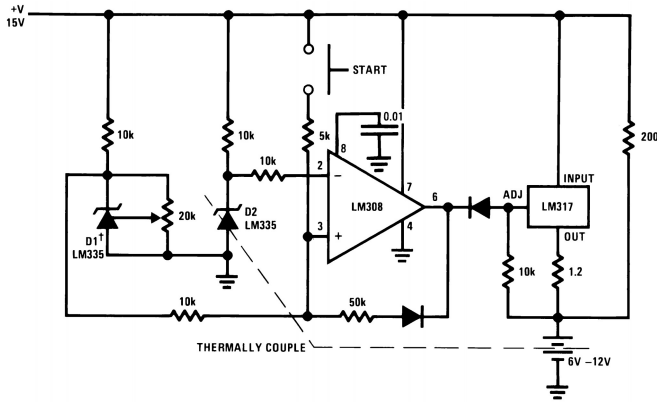 +V
15V
START
10k
10k
5k
0.01
8
10k
2
−
7
6
ADJ
INPUT
LM317
OUT
200
LM308
4
3
+
20k
D1†
LM335
D2
LM335
10k
1.2
10k
50k
THERMALLY COUPLE
6V −12V